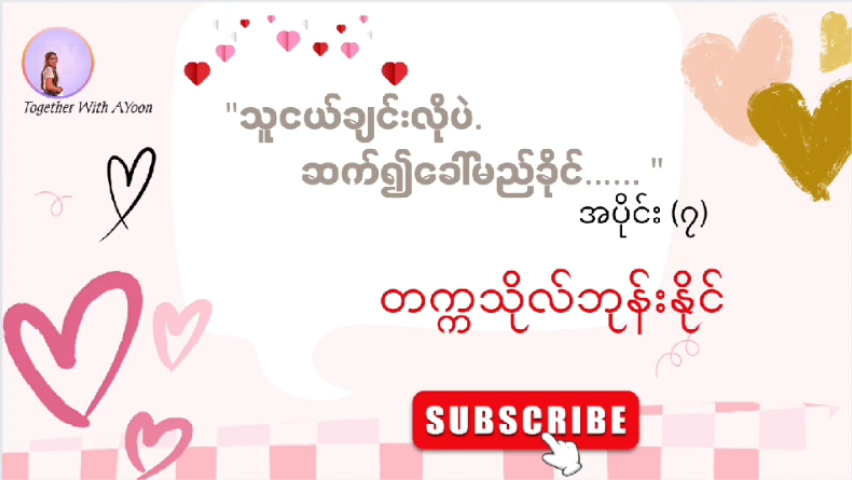 Together With AYoon
"သူငယ်ချင်းလို့ပဲ.
ဆက်၍ခေါ်မည်ခိုင်...... "
အပိုင်း (၇)
တက္ကသိုလ်ဘုန်းနိုင်
SUBSCRIBE